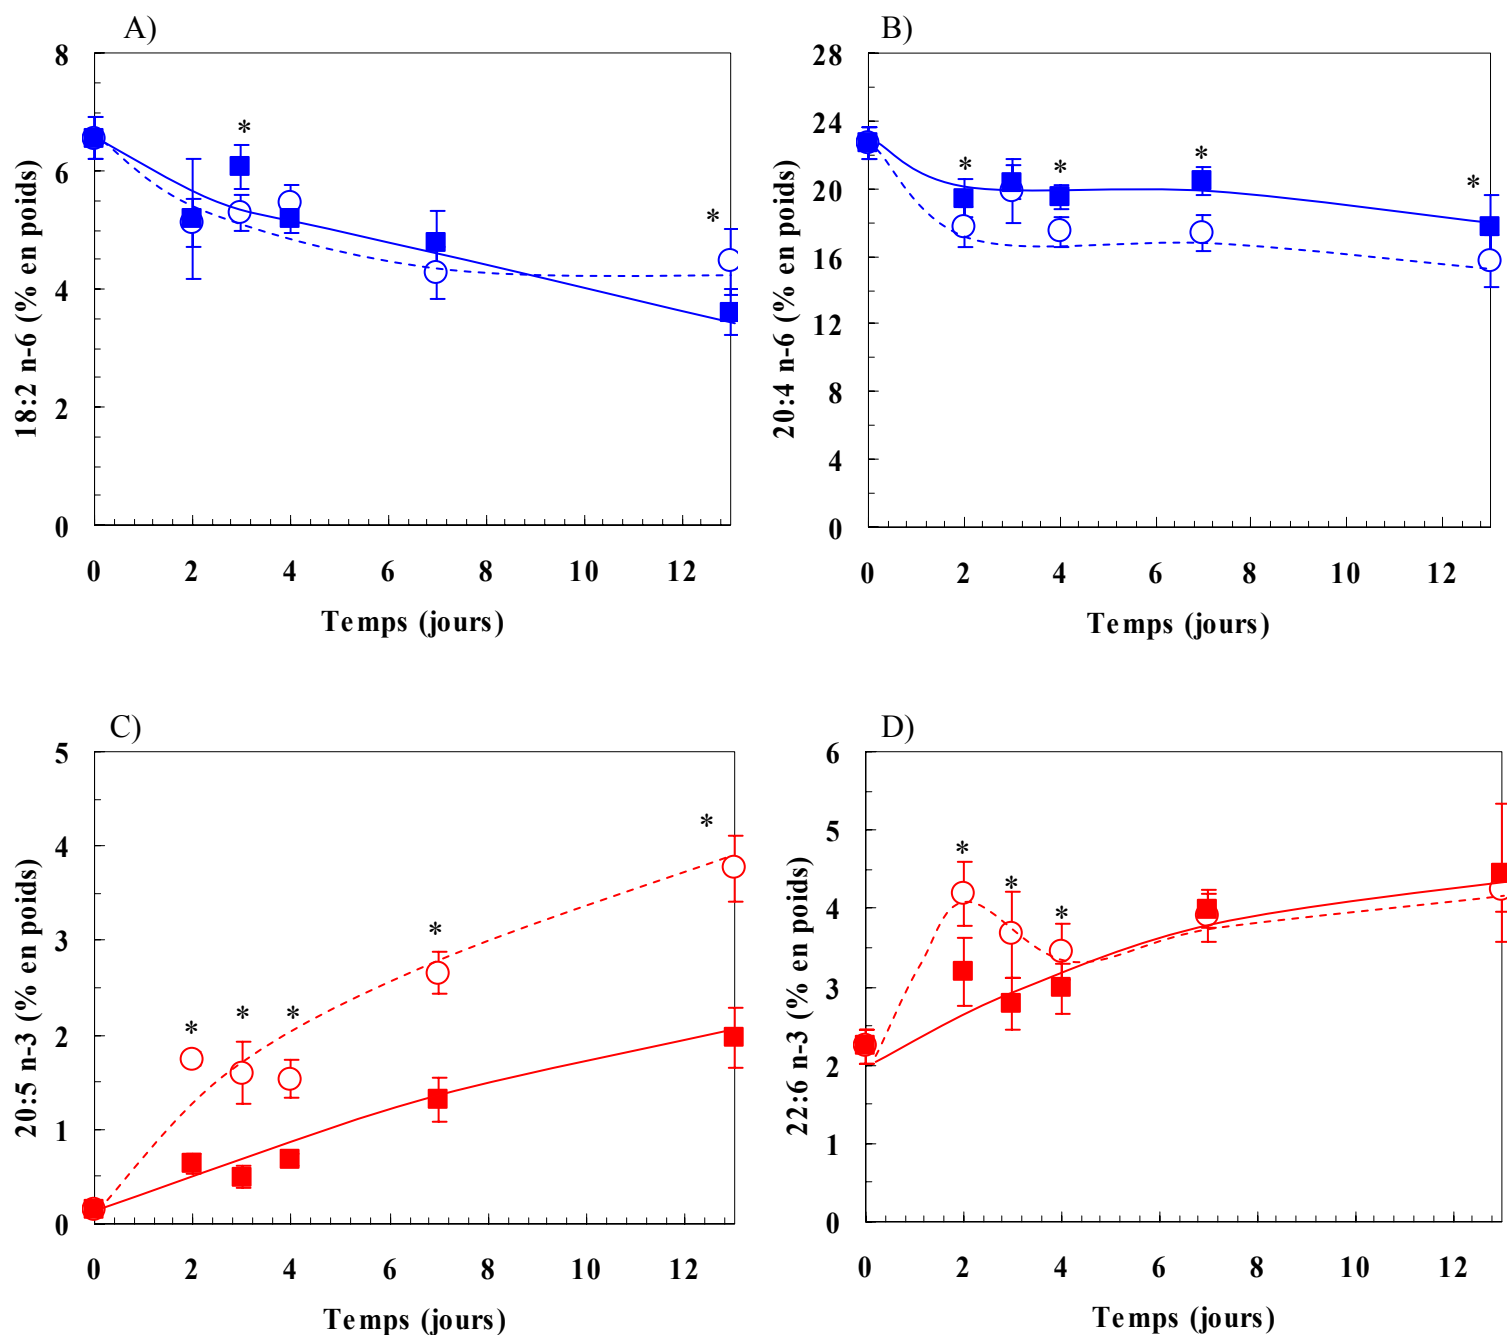 A)
8
6
4
2
0
18:2 n-6 (% en poids)
*
*
0 2 4 6 8 10 12
Temps (jours)
B)
28
24
20
16
12
8
4
0
20:4 n-6 (% en poids)
* * * *
0 2 4 6 8 10 12
Temps (jours)
C)
5
4
3
2
1
0
20:5 n-3 (% en poids)
* * * * *
0 2 4 6 8 10 12
Temps (jours)
D)
6
5
4
3
2
1
0
22:6 n-3 (% en poids)
* * *
0 2 4 6 8 10 12
Temps (jours)